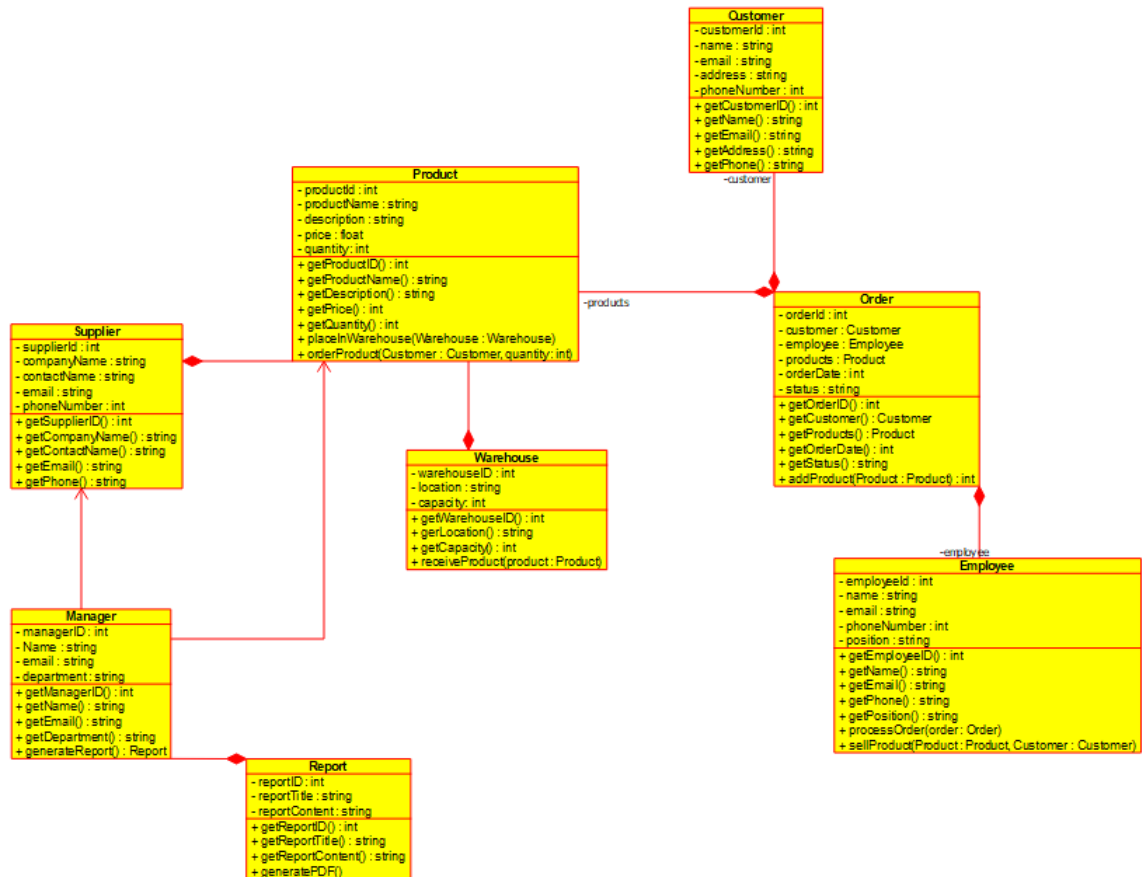 Customer
- customerId : int
- name : string
- email : string
- address : string
- phoneNumber : int
+ getCustomerID() : int
+ getName() : string
+ getEmail() : string
+ getAddress() : string
+ getPhone() : string
-customer
Product
- productId : int
- productName : string
- description : string
- price : float
- quantity : int
+ getProductID() : int
+ getProductName() : string
+ getDescription() : string
+ getPrice() : int
+ getQuantity() : int
+ placeInWarehouse(Warehouse : Warehouse)
+ orderProduct(Customer : Customer, quantity : int)
-products
Order
- orderId : int
- customer : Customer
- employee : Employee
- products : Product
- orderDate : int
- status : string
+ getOrderID() : int
+ getCustomer() : Customer
+ getProducts() : Product
+ getOrderDate() : int
+ getStatus() : string
+ addProduct(Product : Product) : int
Supplier
- supplierId : int
- companyName : string
- contactName : string
- email : string
- phoneNumber : int
+ getSupplierID() : int
+ getCompanyName() : string
+ getContactName() : string
+ getEmail() : string
+ getPhone() : string
Warehouse
- warehouseID : int
- location : string
- capacity : int
+ getWarehouseID() : int
+ gerLocation() : string
+ getCapacity() : int
+ receiveProduct(product : Product)
-employee
Employee
- employeeId : int
- name : string
- email : string
- phoneNumber : int
- position : string
+ getEmployeeID() : int
+ getName() : string
+ getEmail() : string
+ getPhone() : string
+ getPosition() : string
+ processOrder(order : Order)
+ sellProduct(Product : Product, Customer : Customer)
Manager
- managerID : int
- Name : string
- email : string
- department : string
+ getManagerID() : int
+ getName() : string
+ getEmail() : string
+ getDepartment() : string
+ generateReport() : Report
Report
- reportID : int
- reportTitle : string
- reportContent : string
+ getReportID() : int
+ getReportTitle() : string
+ getReportContent() : string
+ generatePDF()